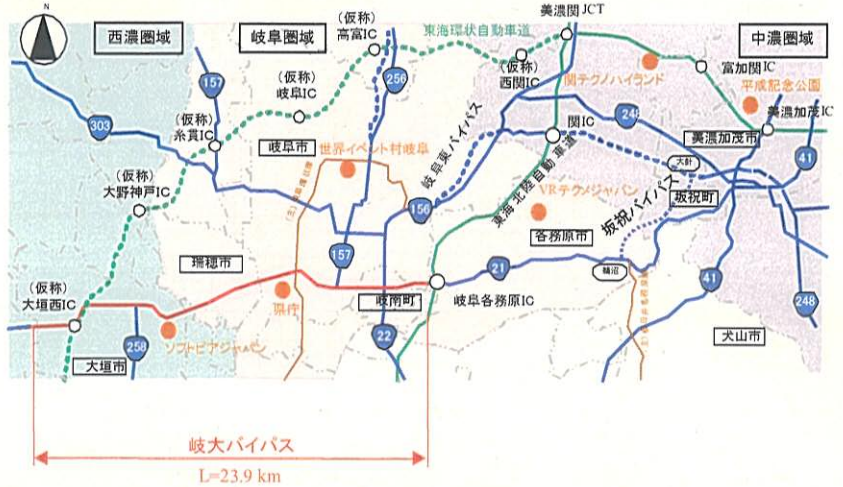 N
西濃圏域
岐阜圏域
中濃圏域
(仮称)
高富IC
東海環状自動車道
美濃関JCT
(仮称)
西関IC
関テクノハイランド
富加関IC
平成記念公園
美濃加茂IC
157
256
(仮称)
岐阜IC
303
(仮称)
糸貫IC
岐阜市
世界イベント村岐阜
岐阜東バイパス
関IC
248
美濃加茂市
41
大針
(仮称)
大野神戸IC
156
東海北陸自動車道
VRテクノジャパン
坂祝バイパス
坂祝町
各務原市
瑞穂市
157
21
鵜沼
41
(仮称)
大垣西IC
県庁
岐南町
岐阜各務原IC
248
258
ソフトピアジャパン
22
大垣市
犬山市
岐大バイパス
L=23.9 km